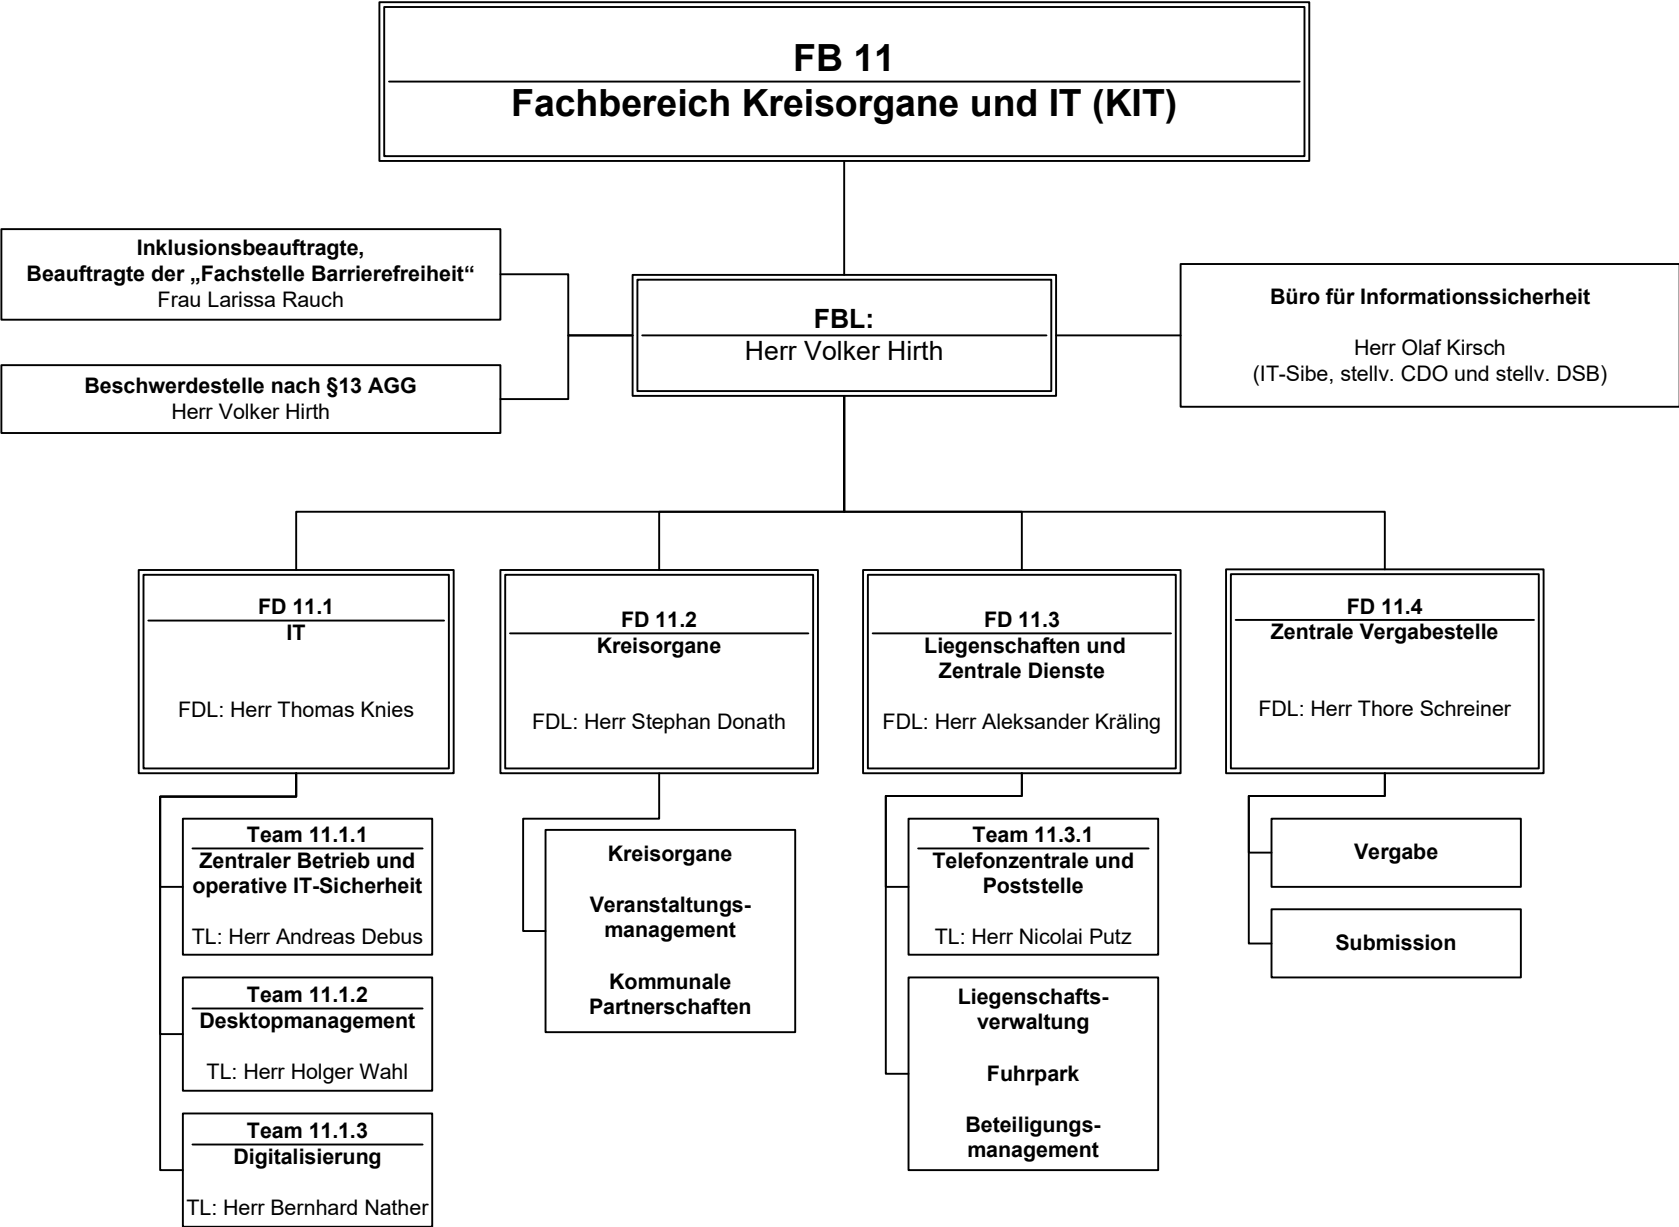 FB 11
Fachbereich Kreisorgane und IT (KIT)
Inklusionsbeauftragte,
Beauftragte der „Fachstelle Barrierefreiheit“
Frau Larissa Rauch
Beschwerdestelle nach §13 AGG
Herr Volker Hirth
FBL:
Herr Volker Hirth
Büro für Informationssicherheit
Herr Olaf Kirsch
(IT-Sibe, stellv. CDO und stellv. DSB)
FD 11.1
IT
FDL: Herr Thomas Knies
FD 11.2
Kreisorgane
FDL: Herr Stephan Donath
FD 11.3
Liegenschaften und
Zentrale Dienste
FDL: Herr Aleksander Kräling
FD 11.4
Zentrale Vergabestelle
FDL: Herr Thore Schreiner
Team 11.1.1
Zentraler Betrieb und
operative IT-Sicherheit
TL: Herr Andreas Debus
Team 11.1.2
Desktopmanagement
TL: Herr Holger Wahl
Team 11.1.3
Digitalisierung
TL: Herr Bernhard Nather
Kreisorgane
Veranstaltungs-
management
Kommunale
Partnerschaften
Team 11.3.1
Telefonzentrale und
Poststelle
TL: Herr Nicolai Putz
Liegenschafts-
verwaltung
Fuhrpark
Beteiligungs-
management
Vergabe
Submission